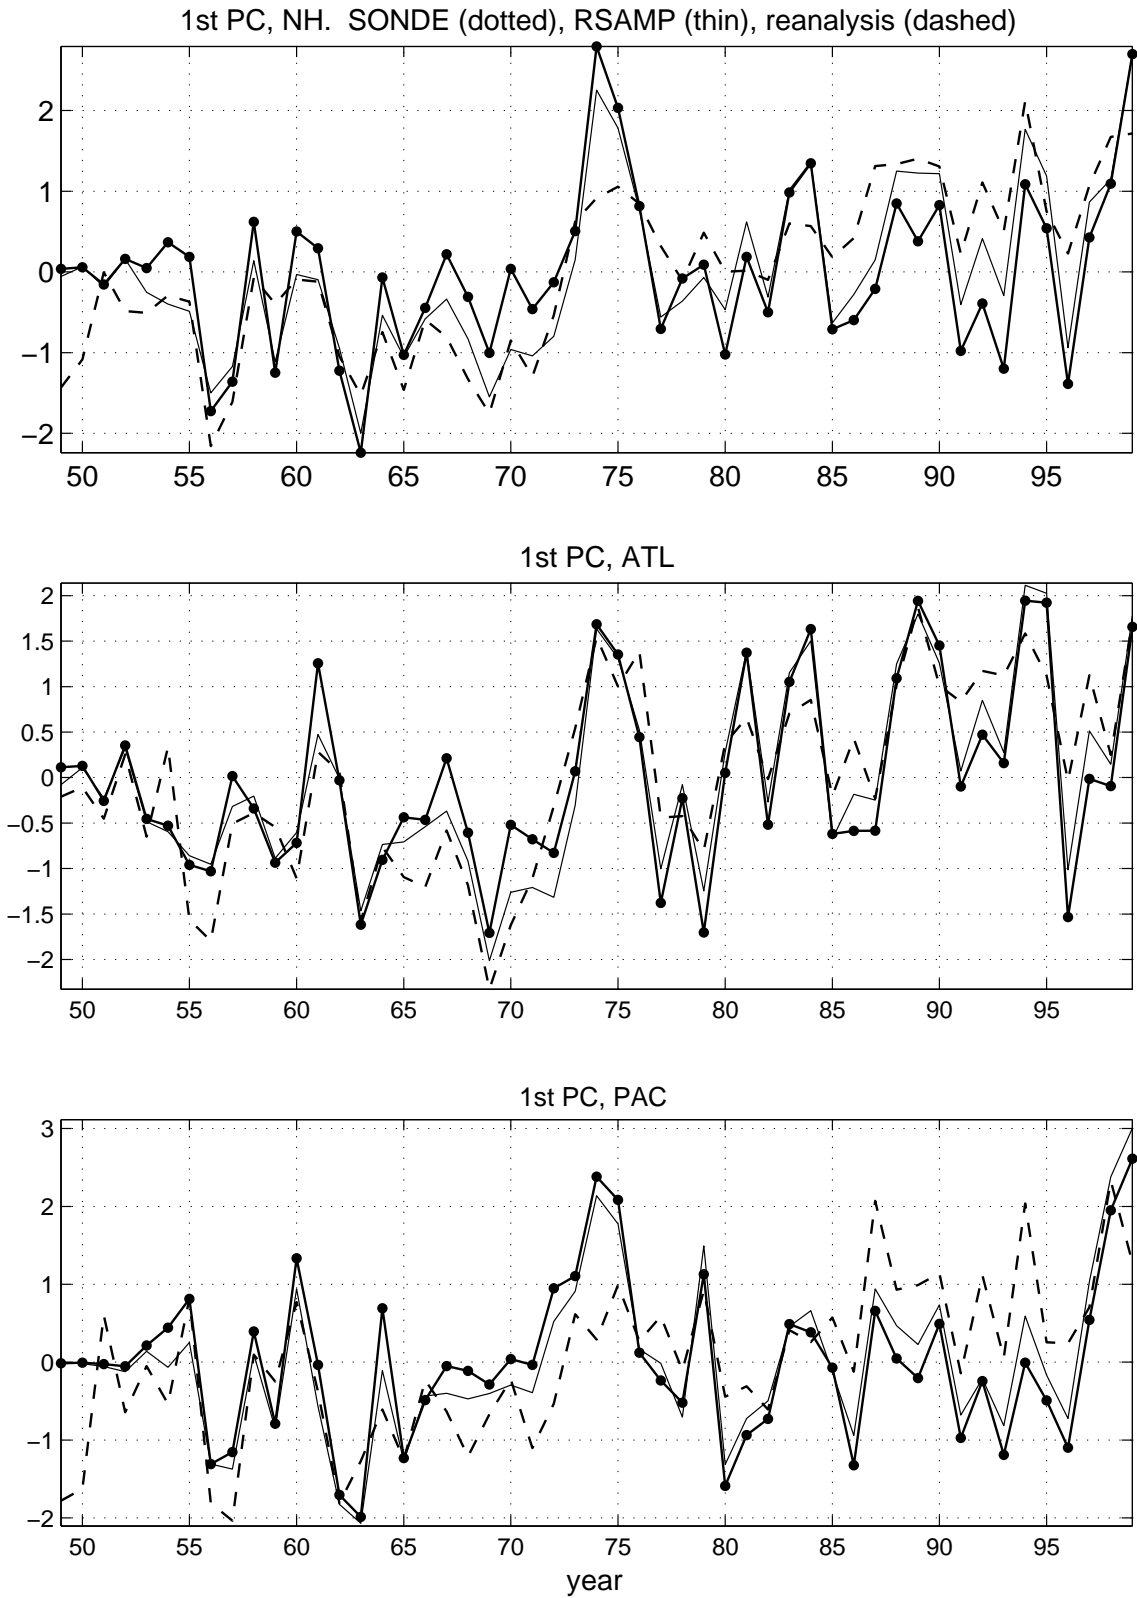 1st PC, NH.  SONDE (dotted), RSAMP (thin), reanalysis (dashed)
2
1
0
−1
−2
50 55 60 65 70 75 80 85 90 95
1st PC, ATL
2
1.5
1
0.5
0
−0.5
−1
−1.5
−2
50 55 60 65 70 75 80 85 90 95
1st PC, PAC
3
2
1
0
−1
−2
50 55 60 65 70 75 80 85 90 95
year